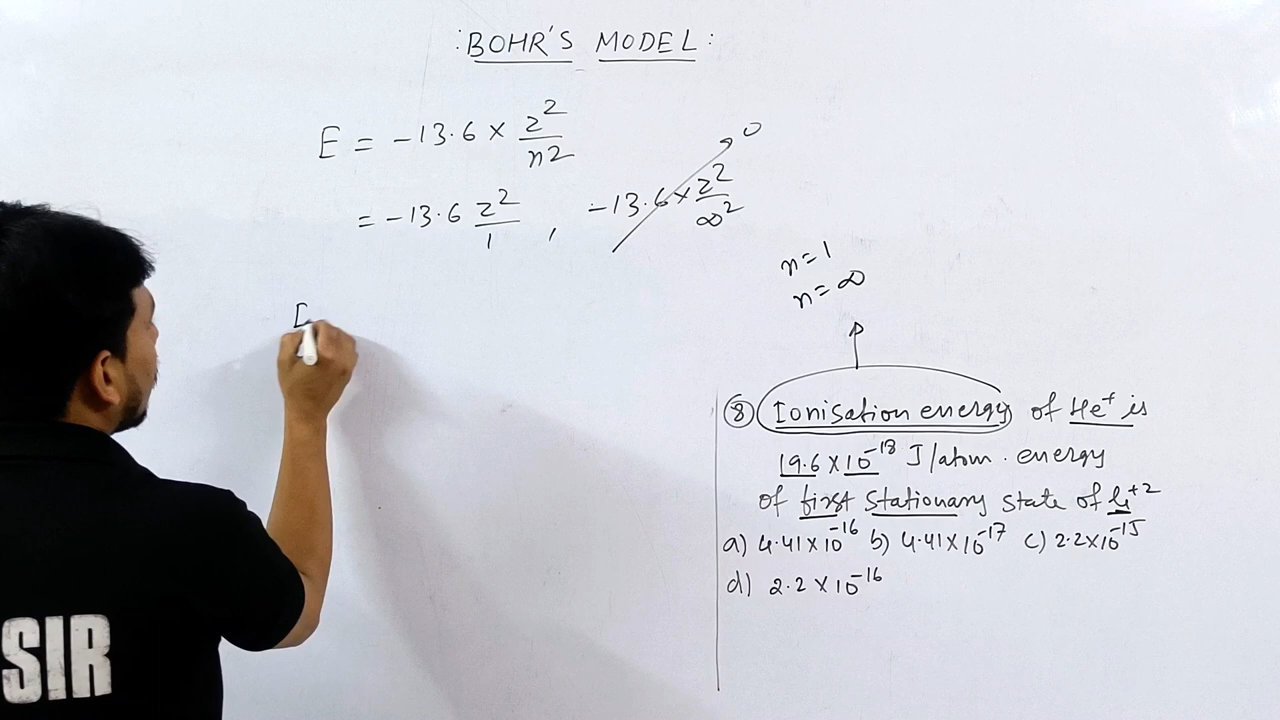 :BOHR'S MODEL:
E = -13.6 × z²/n2
= -13.6 z²/1 , -13.6 × z²/∞² 0
n=1
n=∞
⑧ Ionisation energy of He⁺ is
19.6 × 10⁻¹⁸ J/atom. energy
of first stationary state of Li⁺²
a) 4.41×10⁻¹⁶ b) 4.41×10⁻¹⁷ c) 2.2×10⁻¹⁵
d) 2.2 × 10⁻¹⁶
SIR